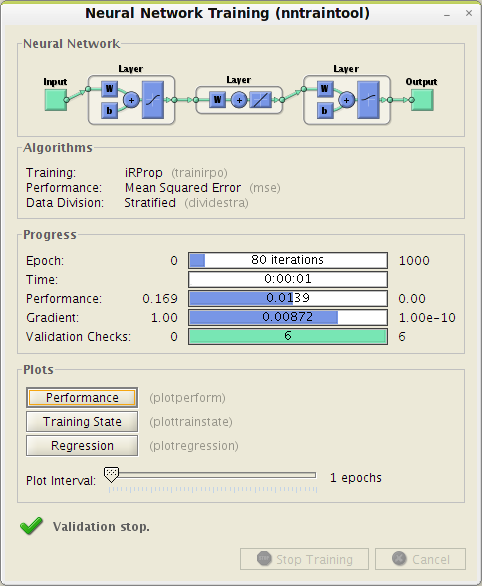 Neural Network Training (nntraintool)
Neural Network
Input Layer Layer Layer Output
W b + W + W b +
Algorithms
Training: iRProp (trainirpo)
Performance: Mean Squared Error (mse)
Data Division: Stratified (dividestra)
Progress
Epoch: 0 80 iterations 1000
Time: 0:00:01
Performance: 0.169 0.0139 0.00
Gradient: 1.00 0.00872 1.00e-10
Validation Checks: 0 6 6
Plots
Performance (plotperform)
Training State (plottrainstate)
Regression (plotregression)
Plot Interval: 1 epochs
Validation stop.
Stop Training Cancel